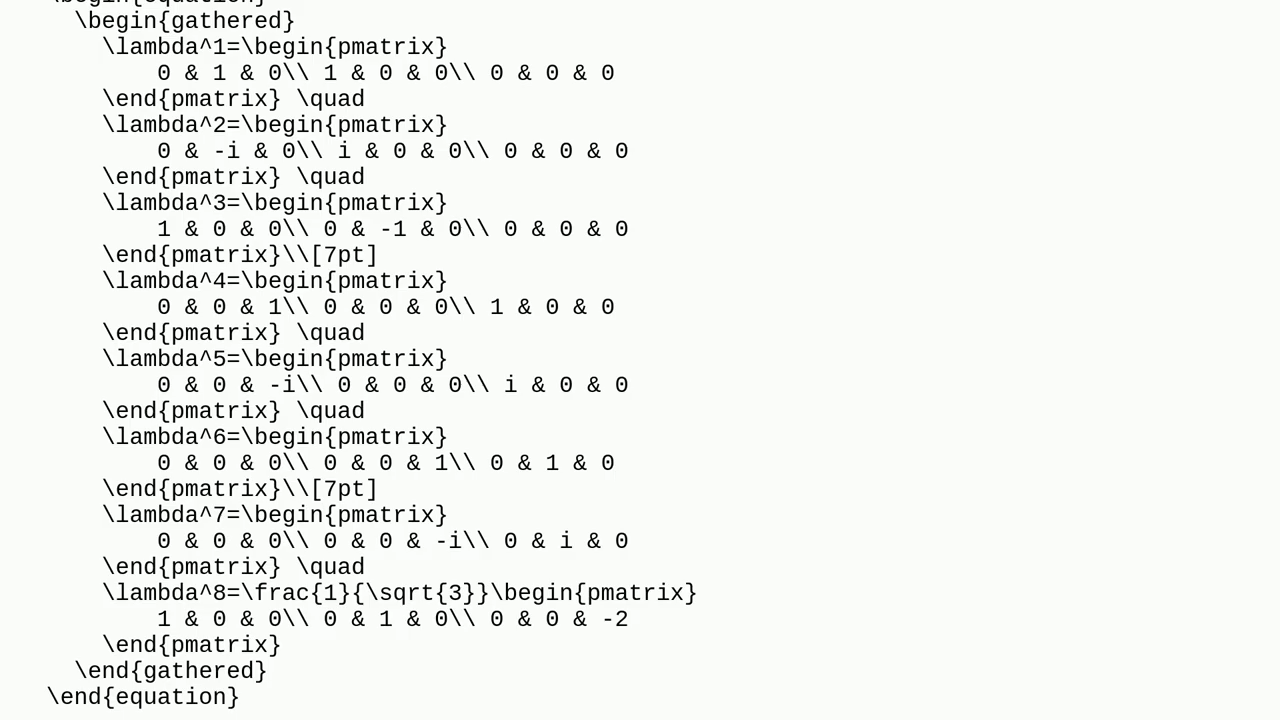 \begin{equation}
\begin{gathered}
\lambda^1=\begin{pmatrix}
0 & 1 & 0\\ 1 & 0 & 0\\ 0 & 0 & 0
\end{pmatrix} \quad
\lambda^2=\begin{pmatrix}
0 & -i & 0\\ i & 0 & 0\\ 0 & 0 & 0
\end{pmatrix} \quad
\lambda^3=\begin{pmatrix}
1 & 0 & 0\\ 0 & -1 & 0\\ 0 & 0 & 0
\end{pmatrix}\\[7pt]
\lambda^4=\begin{pmatrix}
0 & 0 & 1\\ 0 & 0 & 0\\ 1 & 0 & 0
\end{pmatrix} \quad
\lambda^5=\begin{pmatrix}
0 & 0 & -i\\ 0 & 0 & 0\\ i & 0 & 0
\end{pmatrix} \quad
\lambda^6=\begin{pmatrix}
0 & 0 & 0\\ 0 & 0 & 1\\ 0 & 1 & 0
\end{pmatrix}\\[7pt]
\lambda^7=\begin{pmatrix}
0 & 0 & 0\\ 0 & 0 & -i\\ 0 & i & 0
\end{pmatrix} \quad
\lambda^8=\frac{1}{\sqrt{3}}\begin{pmatrix}
1 & 0 & 0\\ 0 & 1 & 0\\ 0 & 0 & -2
\end{pmatrix}
\end{gathered}
\end{equation}